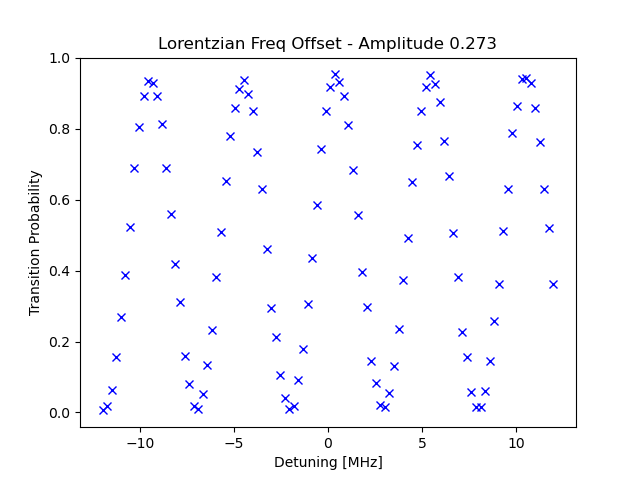 Lorentzian Freq Offset - Amplitude 0.273
1.0
0.8
0.6
0.4
0.2
0.0
Transition Probability
−10 −5 0 5 10
Detuning [MHz]